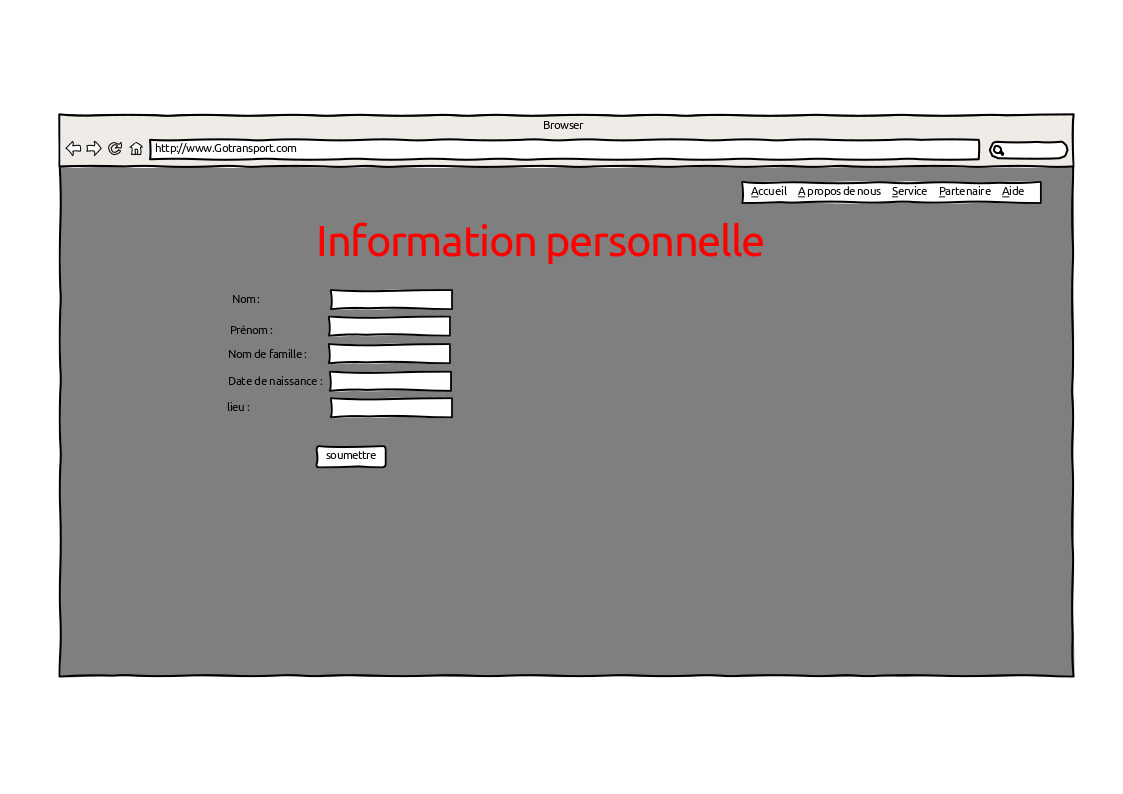 Browser
http://www.Gotransport.com
Accueil A propos de nous Service Partenaire Aide
Information personnelle
Nom :
Prénom :
Nom de famille :
Date de naissance :
lieu :
soumettre